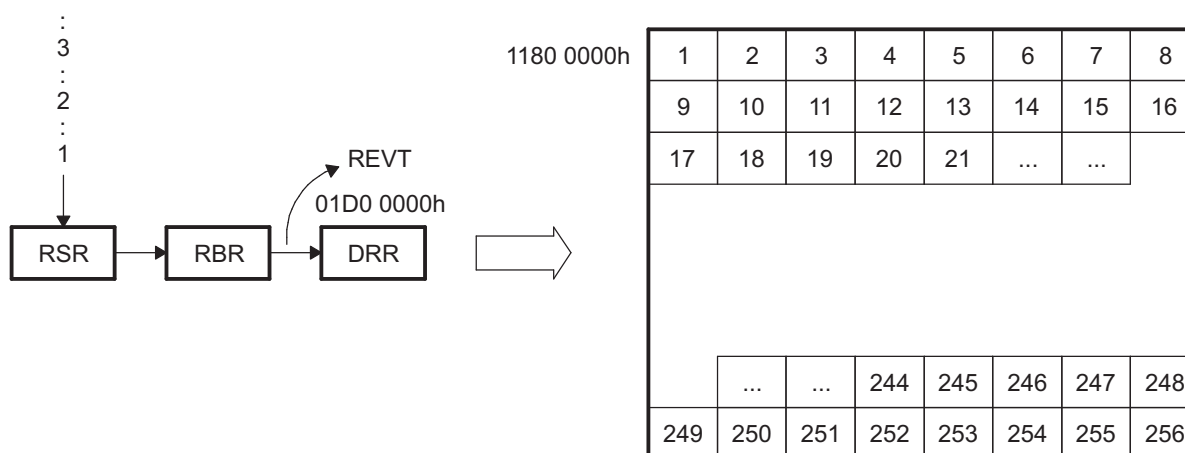 :
3
:
2
:
1
REVT
01D0 0000h
RSR RBR DRR
1180 0000h
1 2 3 4 5 6 7 8
9 10 11 12 13 14 15 16
17 18 19 20 21 ... ...
... ... 244 245 246 247 248
249 250 251 252 253 254 255 256